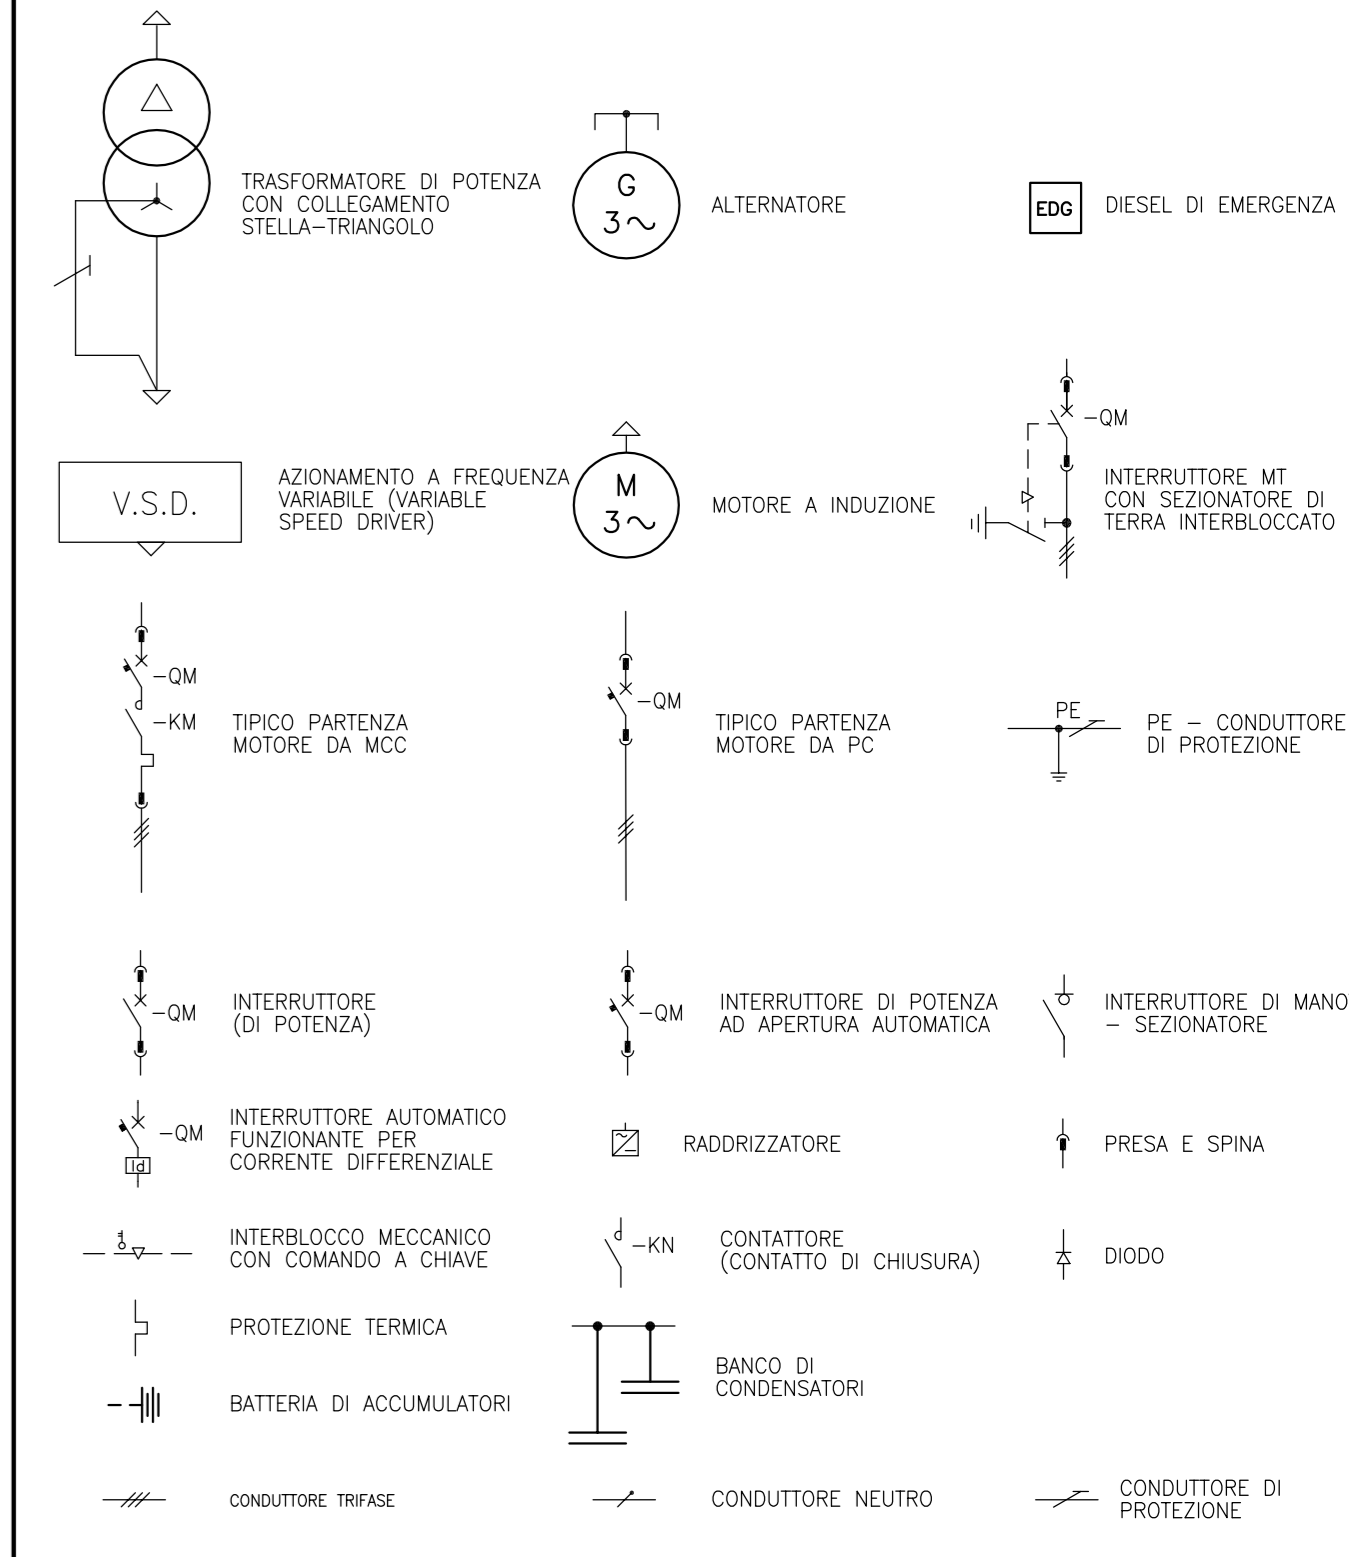 TRASFORMATORE DI POTENZA
CON COLLEGAMENTO
STELLA-TRIANGOLO
G
3~
ALTERNATORE
EDG
DIESEL DI EMERGENZA
V.S.D.
AZIONAMENTO A FREQUENZA
VARIABILE (VARIABLE
SPEED DRIVER)
M
3~
MOTORE A INDUZIONE
-QM
INTERRUTTORE MT
CON SEZIONATORE DI
TERRA INTERBLOCCATO
-QM
-KM
TIPICO PARTENZA
MOTORE DA MCC
-QM
TIPICO PARTENZA
MOTORE DA PC
PE
PE - CONDUTTORE
DI PROTEZIONE
-QM
INTERRUTTORE
(DI POTENZA)
-QM
INTERRUTTORE DI POTENZA
AD APERTURA AUTOMATICA
INTERRUTTORE DI MANO
- SEZIONATORE
-QM
Id
INTERRUTTORE AUTOMATICO
FUNZIONANTE PER
CORRENTE DIFFERENZIALE
RADDRIZZATORE
PRESA E SPINA
INTERBLOCCO MECCANICO
CON COMANDO A CHIAVE
-KN
CONTATTORE
(CONTATTO DI CHIUSURA)
DIODO
PROTEZIONE TERMICA
BANCO DI
CONDENSATORI
BATTERIA DI ACCUMULATORI
CONDUTTORE TRIFASE
CONDUTTORE NEUTRO
CONDUTTORE DI
PROTEZIONE